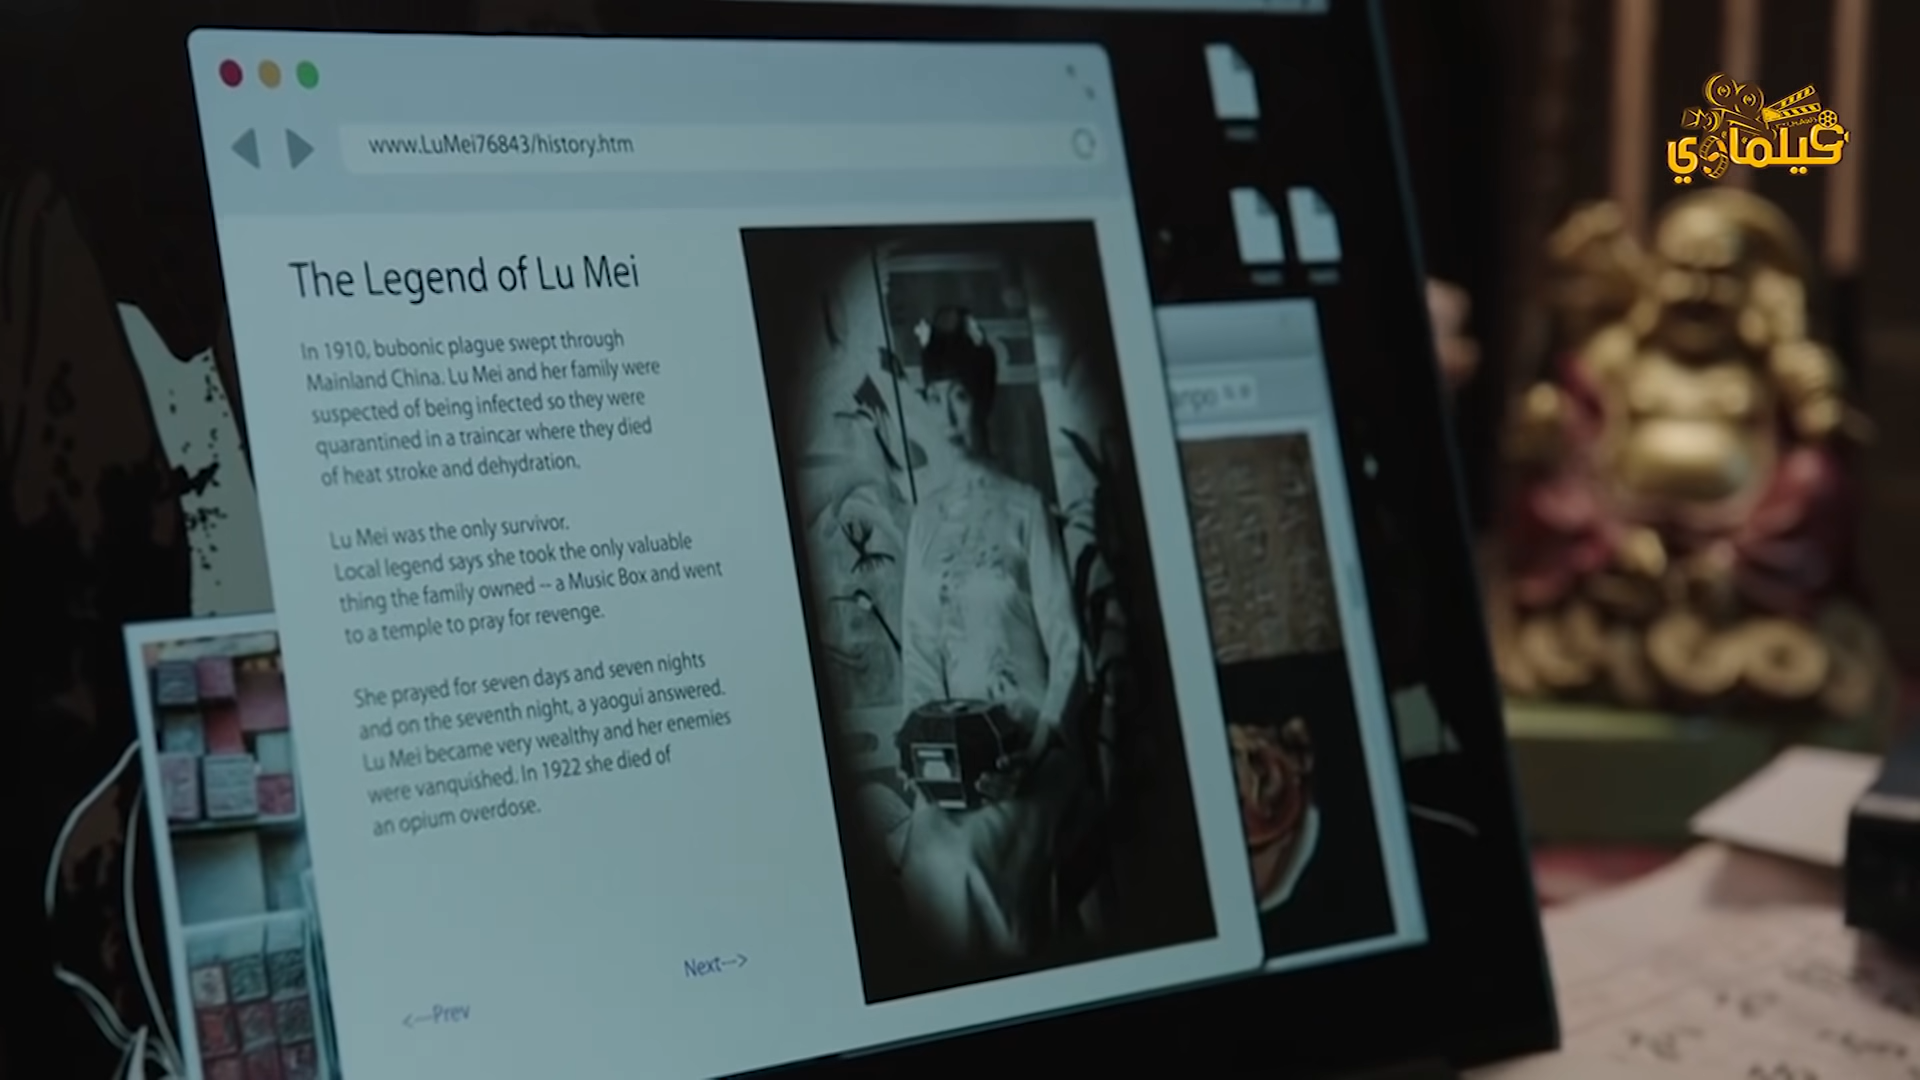 www.LuMei76843/history.htm
فيلماوي
The Legend of Lu Mei
In 1910, bubonic plague swept through
Mainland China. Lu Mei and her family were
suspected of being infected so they were
quarantined in a traincar where they died
of heat stroke and dehydration.
Lu Mei was the only survivor.
Local legend says she took the only valuable
thing the family owned -- a Music Box and went
to a temple to pray for revenge.
She prayed for seven days and seven nights
and on the seventh night, a yaogui answered.
Lu Mei became very wealthy and her enemies
were vanquished. In 1922 she died of
an opium overdose.
Next-->
<---Prev